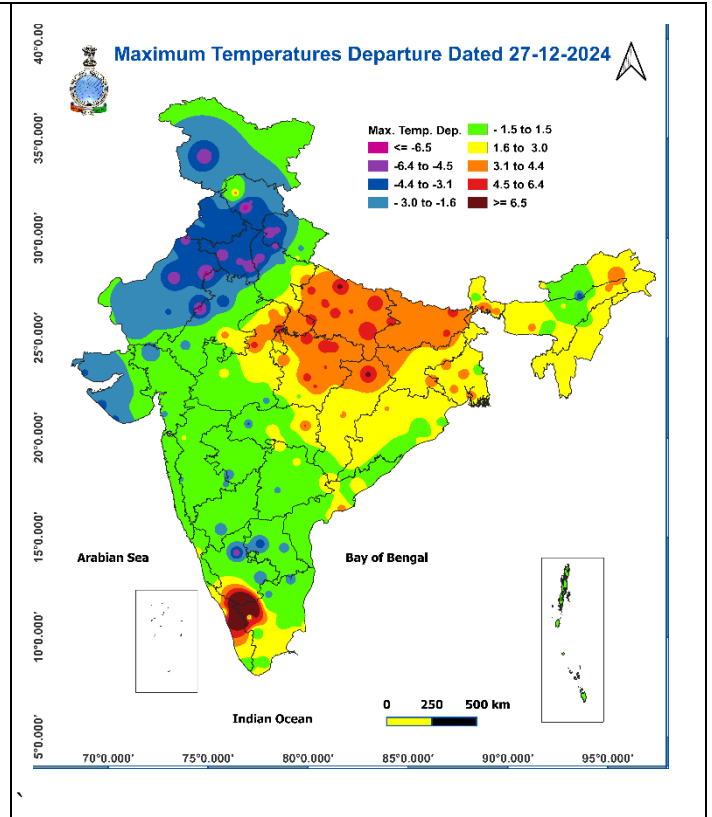 Maximum Temperatures Departure Dated 27-12-2024
Max. Temp. Dep.
<= -6.5
-6.4 to -4.5
-4.4 to -3.1
- 3.0 to -1.6
- 1.5 to 1.5
1.6 to 3.0
3.1 to 4.4
4.5 to 6.4
>= 6.5
40°0.00
35°0.000'
30°0.000'
25°0.000'
20°0.000'
15°0.000'
10°0.000'
5°0.000'
Arabian Sea
Bay of Bengal
Indian Ocean
0 250 500 km
70°0.000' 75°0.000' 80°0.000' 85°0.000' 90°0.000' 95°0.000'
`